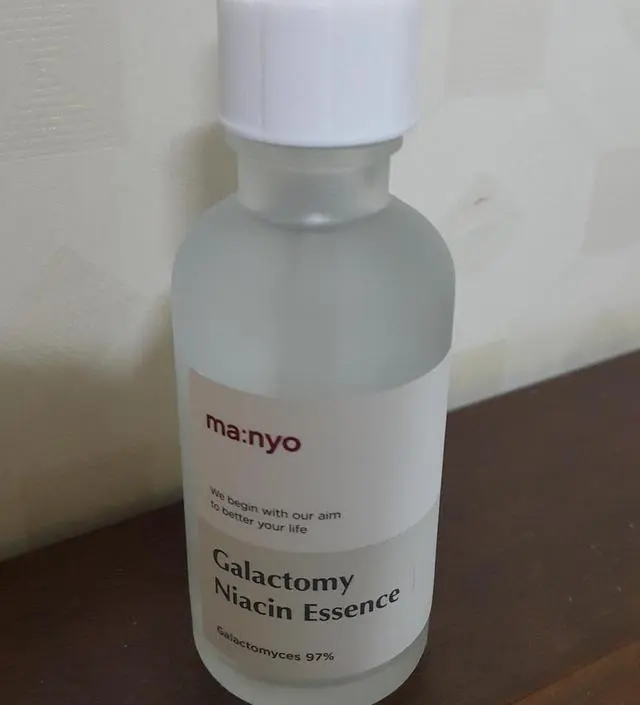 ma:nyo
We begin with our aim
to better your life
Galactomy
Niacin Essence
Galactomyces 97%